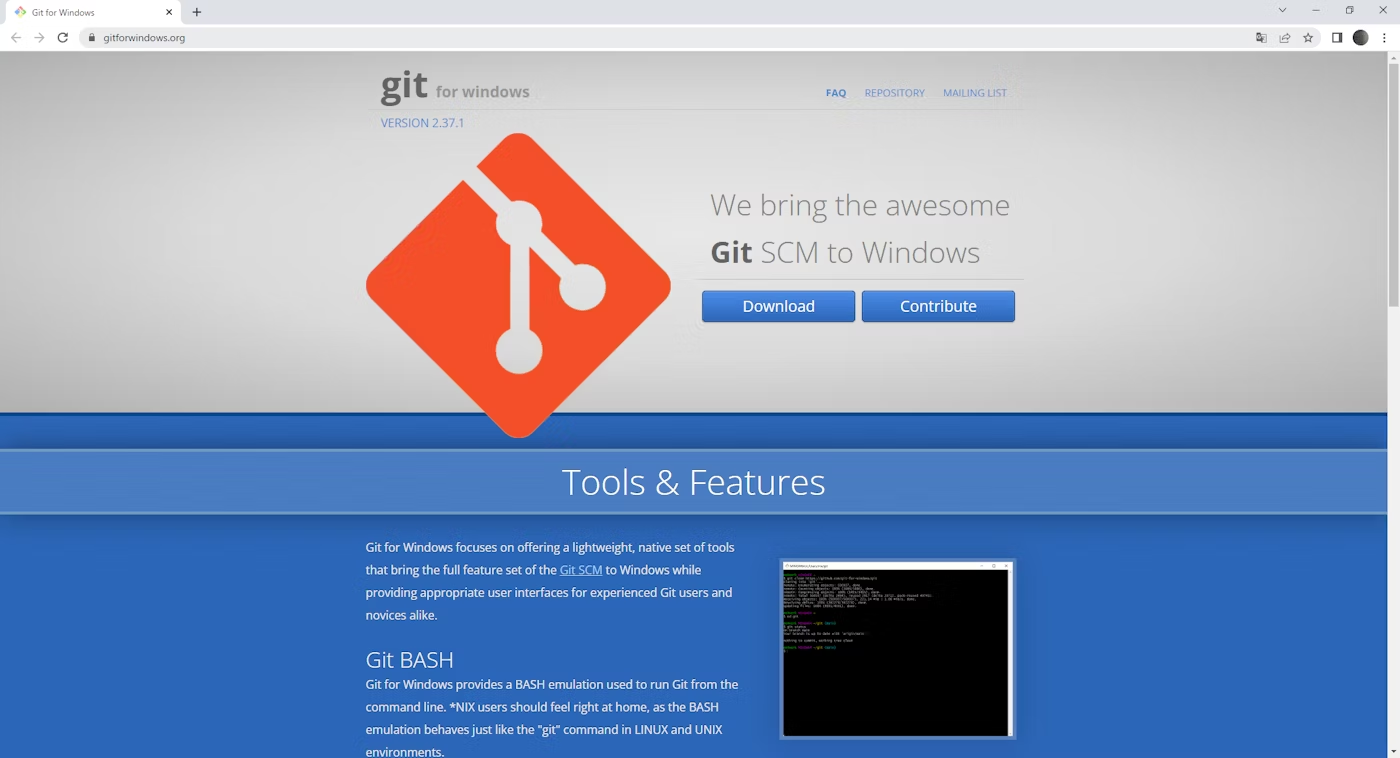 Git for Windows
gitforwindows.org
git for windows
FAQ REPOSITORY MAILING LIST
VERSION 2.37.1
We bring the awesome
Git SCM to Windows
Download Contribute
Tools & Features
Git for Windows focuses on offering a lightweight, native set of tools
that bring the full feature set of the Git SCM to Windows while
providing appropriate user interfaces for experienced Git users and
novices alike.
Git BASH
Git for Windows provides a BASH emulation used to run Git from the
command line. *NIX users should feel right at home, as the BASH
emulation behaves just like the "git" command in LINUX and UNIX
environments.